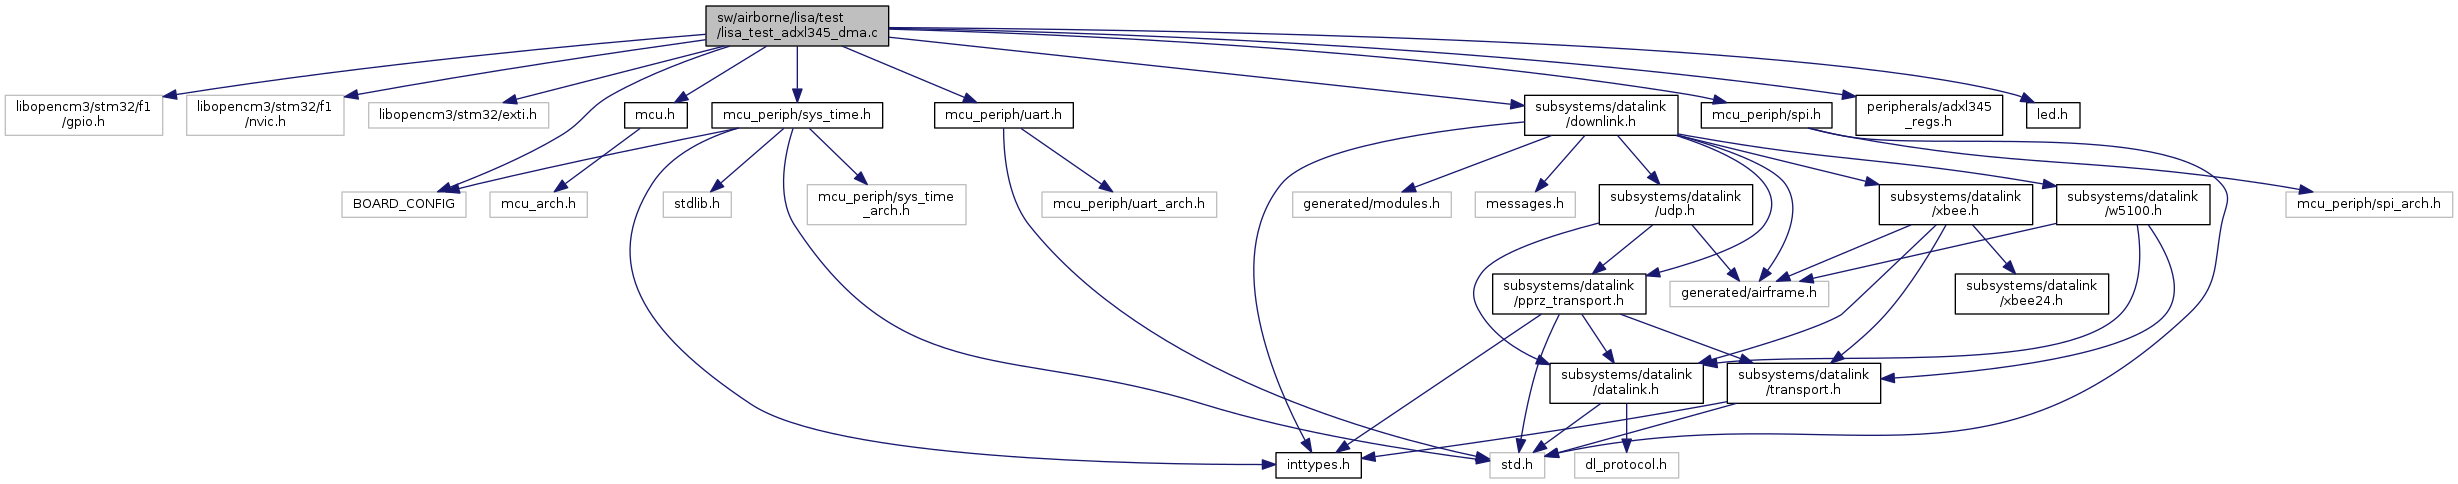 sw/airborne/lisa/test
/lisa_test_adxl345_dma.c
libopencm3/stm32/f1
/gpio.h
libopencm3/stm32/f1
/nvic.h
libopencm3/stm32/exti.h
mcu.h
mcu_periph/sys_time.h
mcu_periph/uart.h
subsystems/datalink
/downlink.h
mcu_periph/spi.h
peripherals/adxl345
_regs.h
led.h
BOARD_CONFIG
mcu_arch.h
stdlib.h
mcu_periph/sys_time
_arch.h
mcu_periph/uart_arch.h
generated/modules.h
messages.h
subsystems/datalink
/udp.h
subsystems/datalink
/xbee.h
subsystems/datalink
/w5100.h
mcu_periph/spi_arch.h
subsystems/datalink
/pprz_transport.h
generated/airframe.h
subsystems/datalink
/xbee24.h
subsystems/datalink
/datalink.h
subsystems/datalink
/transport.h
inttypes.h
std.h
dl_protocol.h